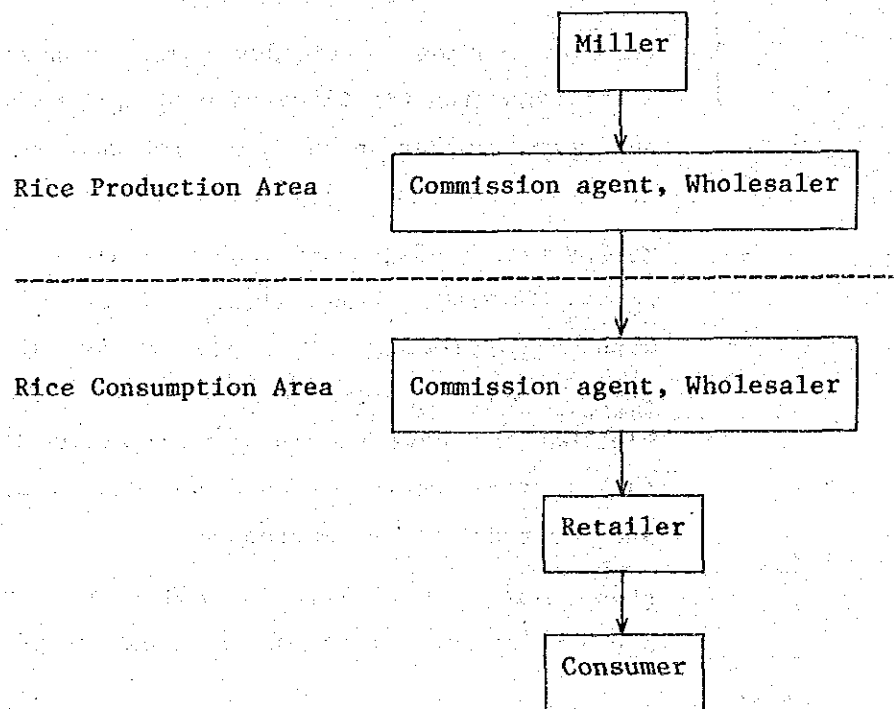 Miller
Rice Production Area
Commission agent, Wholesaler
Rice Consumption Area
Commission agent, Wholesaler
Retailer
Consumer